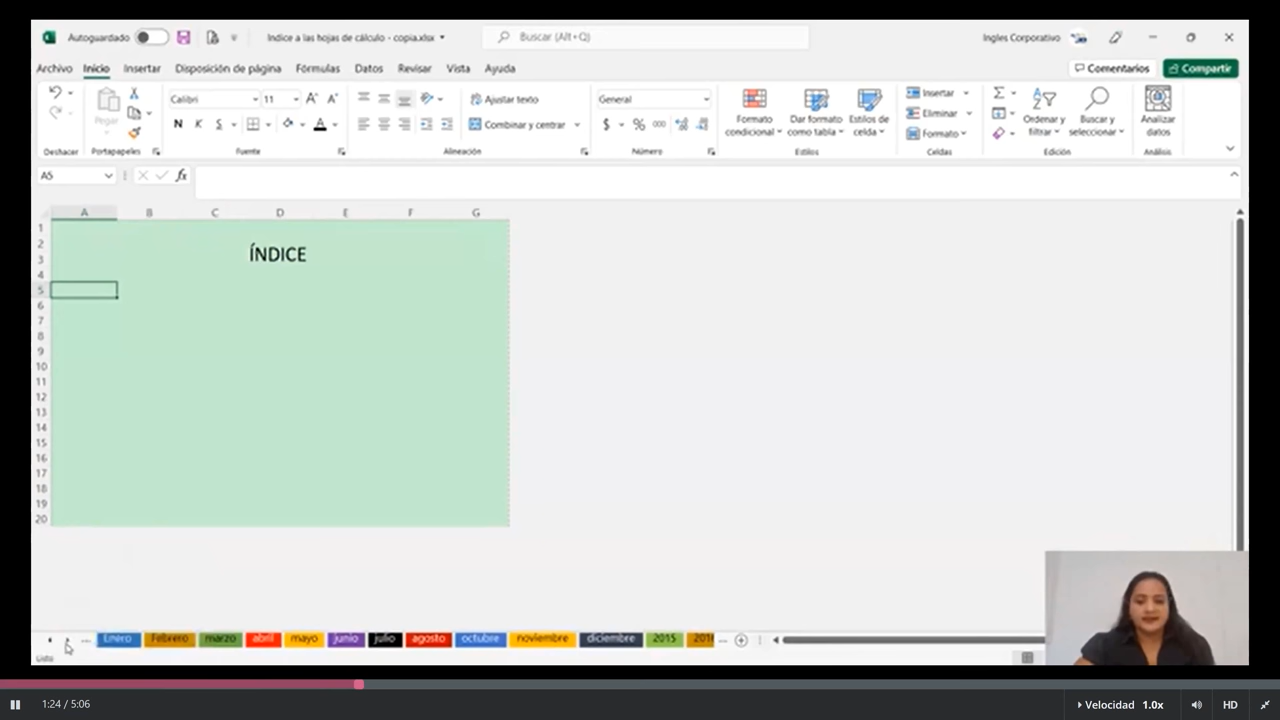 Autoguardado Indice a las hojas de cálculo - copia.xlsx Buscar (Alt+Q) Ingles Corporativo
Archivo Inicio Insertar Disposición de página Fórmulas Datos Revisar Vista Ayuda Comentarios Compartir
Pegar
Calibri 11
N K S
Ajustar texto
Combinar y centrar
General
$ % 000
Formato condicional
Dar formato como tabla
Estilos de celda
Insertar
Eliminar
Formato
Ordenar y filtrar
Buscar y seleccionar
Analizar datos
Deshacer Portapapeles Fuente Alineación Número Estilos Celdas Edición Análisis
A5 fx
A B C D E F G
1
2
3
4
5
6
7
8
9
10
11
12
13
14
15
16
17
18
19
20
ÍNDICE
... Enero Febrero marzo abril mayo junio julio agosto octubre noviembre diciembre 2015 ...
Listo
1:24 / 5:06 Velocidad 1.0x HD